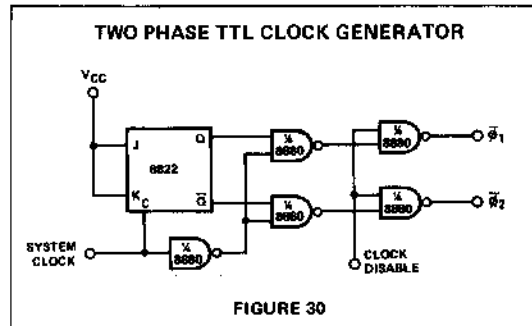 TWO PHASE TTL CLOCK GENERATOR
VCC
J
Q
8822
K
C
Q̅
¼
8880
¼
8880
¼
8880
¼
8880
¼
8880
ϕ̅1
ϕ̅2
SYSTEM
CLOCK
CLOCK
DISABLE
FIGURE 30